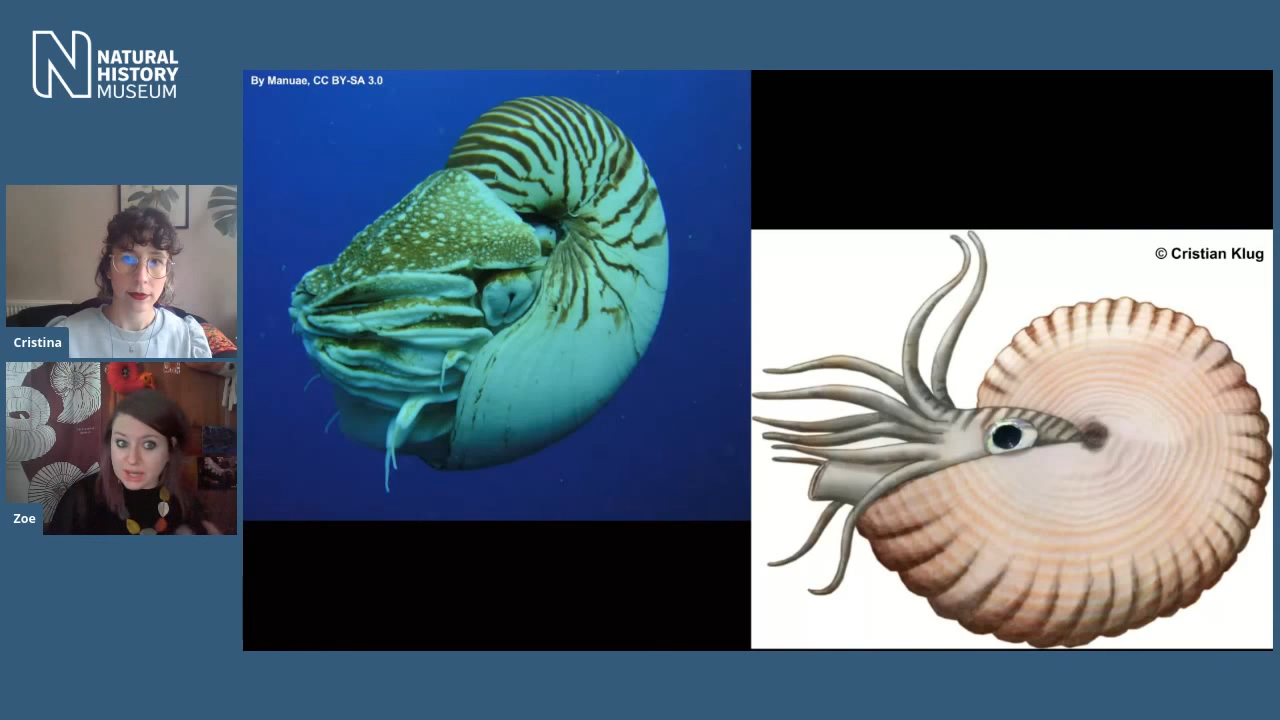 NATURAL
HISTORY
MUSEUM
By Manuae, CC BY-SA 3.0
© Cristian Klug
Cristina
Zoe